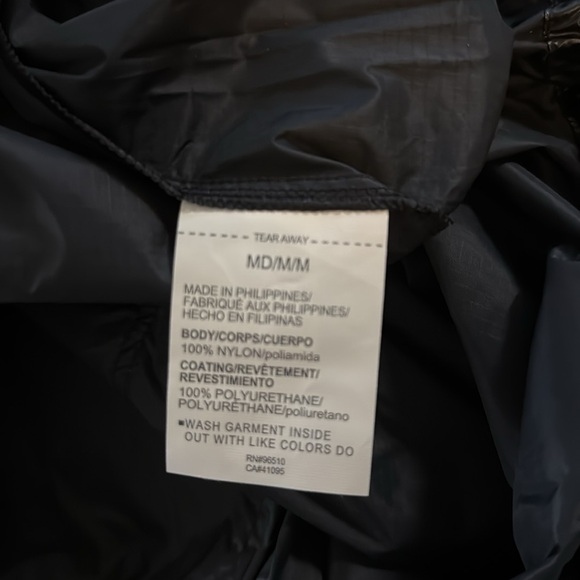 TEAR AWAY
MD/M/M
MADE IN PHILIPPINES/
FABRIQUÉ AUX PHILIPPINES/
HECHO EN FILIPINAS
BODY/CORPS/CUERPO
100% NYLON/poliamida
COATING/REVÊTEMENT/
REVESTIMIENTO
100% POLYURETHANE/
POLYURÉTHANE/poliuretano
*WASH GARMENT INSIDE
OUT WITH LIKE COLORS DO
RN#96510
CA#41095